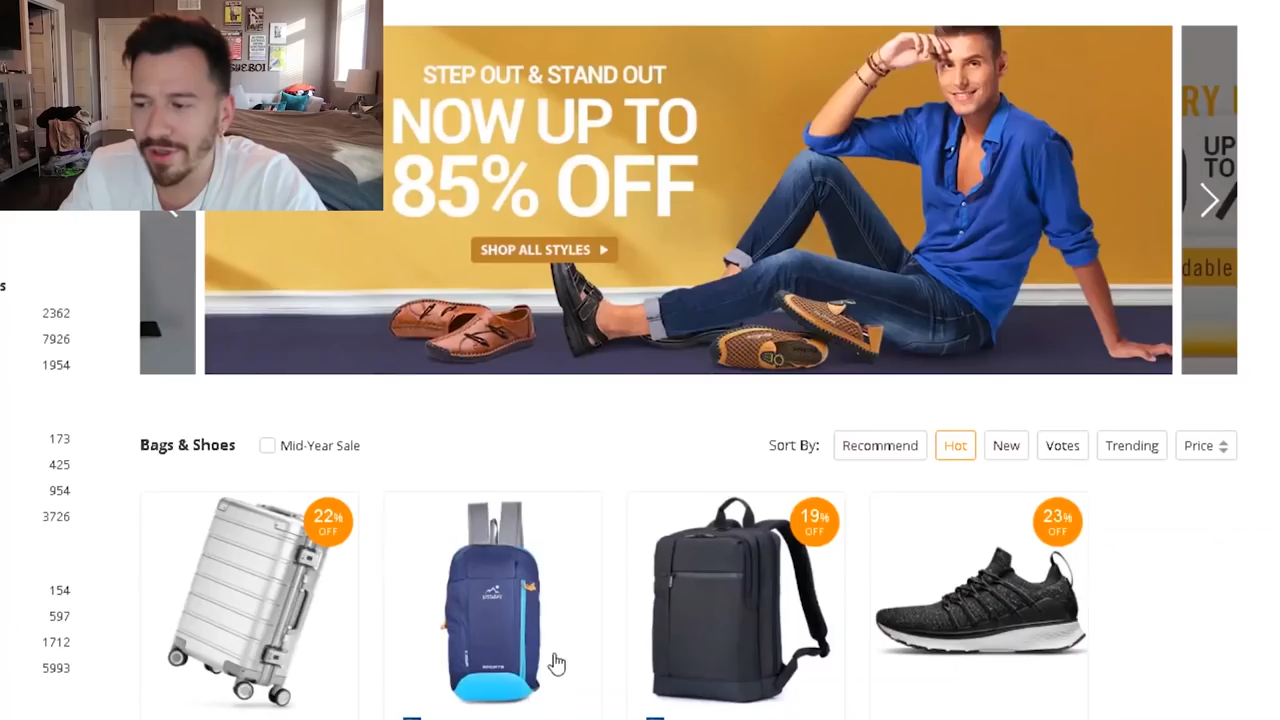 STEP OUT & STAND OUT
NOW UP TO
85% OFF
SHOP ALL STYLES
RY
UP
TO
dable
s
2362
7926
1954
173
425
954
3726
154
597
1712
5993
Bags & Shoes
Mid-Year Sale
Sort By:
Recommend
Hot
New
Votes
Trending
Price
22% OFF
19% OFF
23% OFF
SPORTS